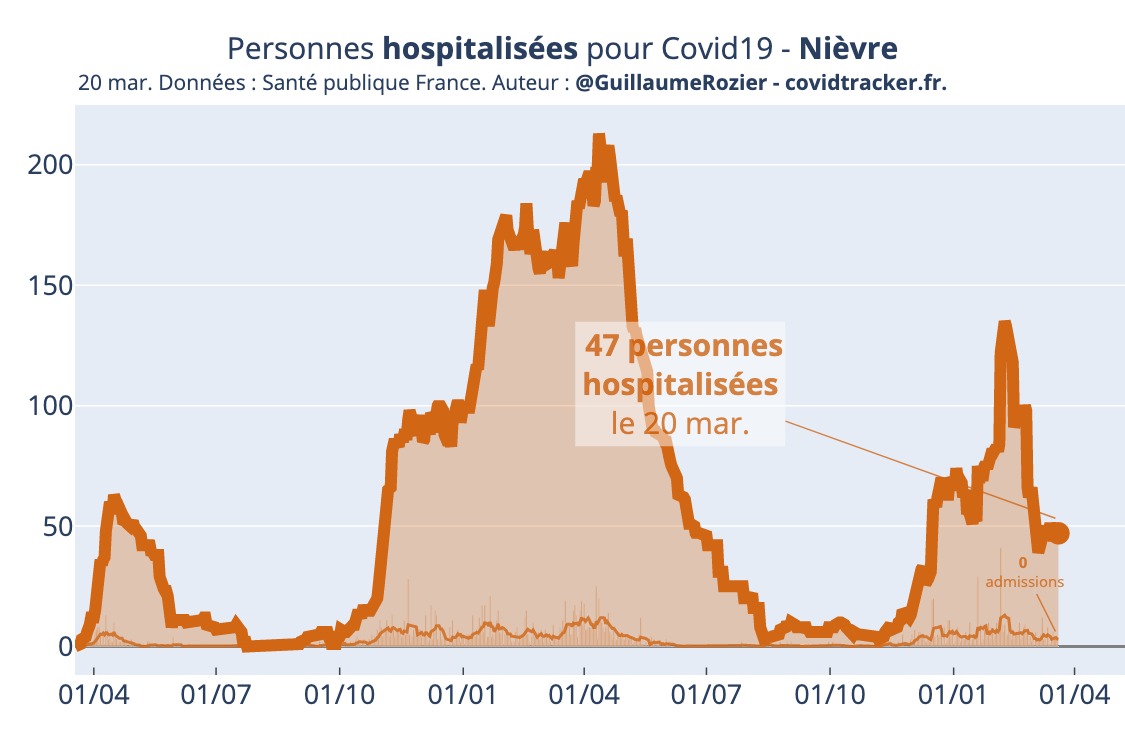 Personnes hospitalisées pour Covid19 - Nièvre
20 mar. Données : Santé publique France. Auteur : @GuillaumeRozier - covidtracker.fr.
200
150
100
50
0
47 personnes
hospitalisées
le 20 mar.
0
admissions
01/04 01/07 01/10 01/01 01/04 01/07 01/10 01/01 01/04